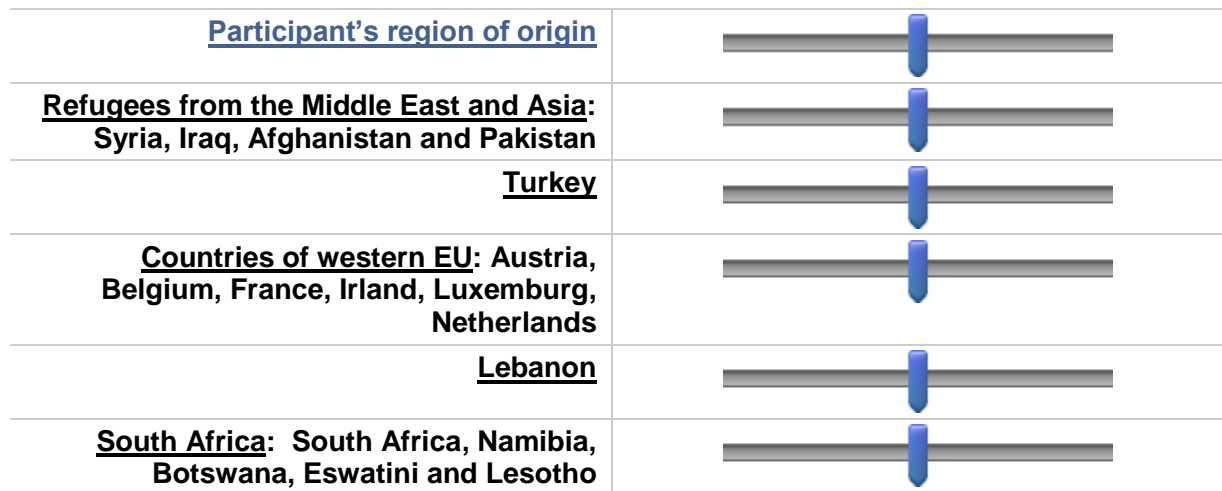 Participant’s region of origin
Refugees from the Middle East and Asia:
Syria, Iraq, Afghanistan and Pakistan
Turkey
Countries of western EU: Austria,
Belgium, France, Irland, Luxemburg,
Netherlands
Lebanon
South Africa:  South Africa, Namibia,
Botswana, Eswatini and Lesotho